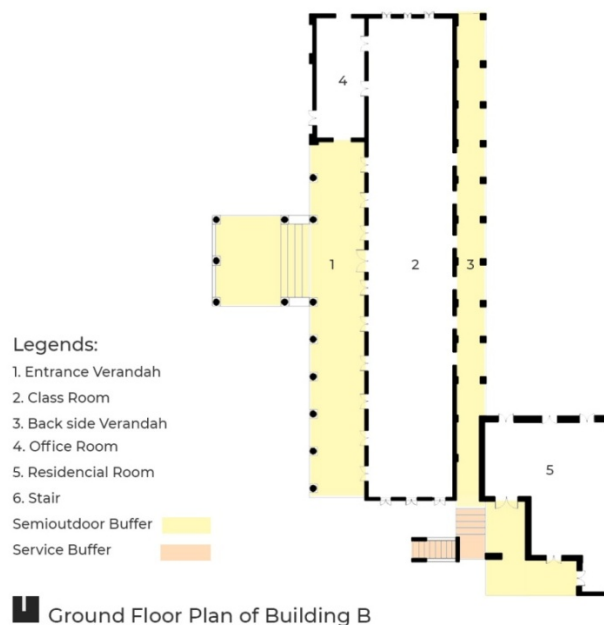 4
1
2
3
Legends:
1. Entrance Verandah
2. Class Room
3. Back side Verandah
4. Office Room
5. Residencial Room
6. Stair
Semioutdoor Buffer
Service Buffer
5
Ground Floor Plan of Building B